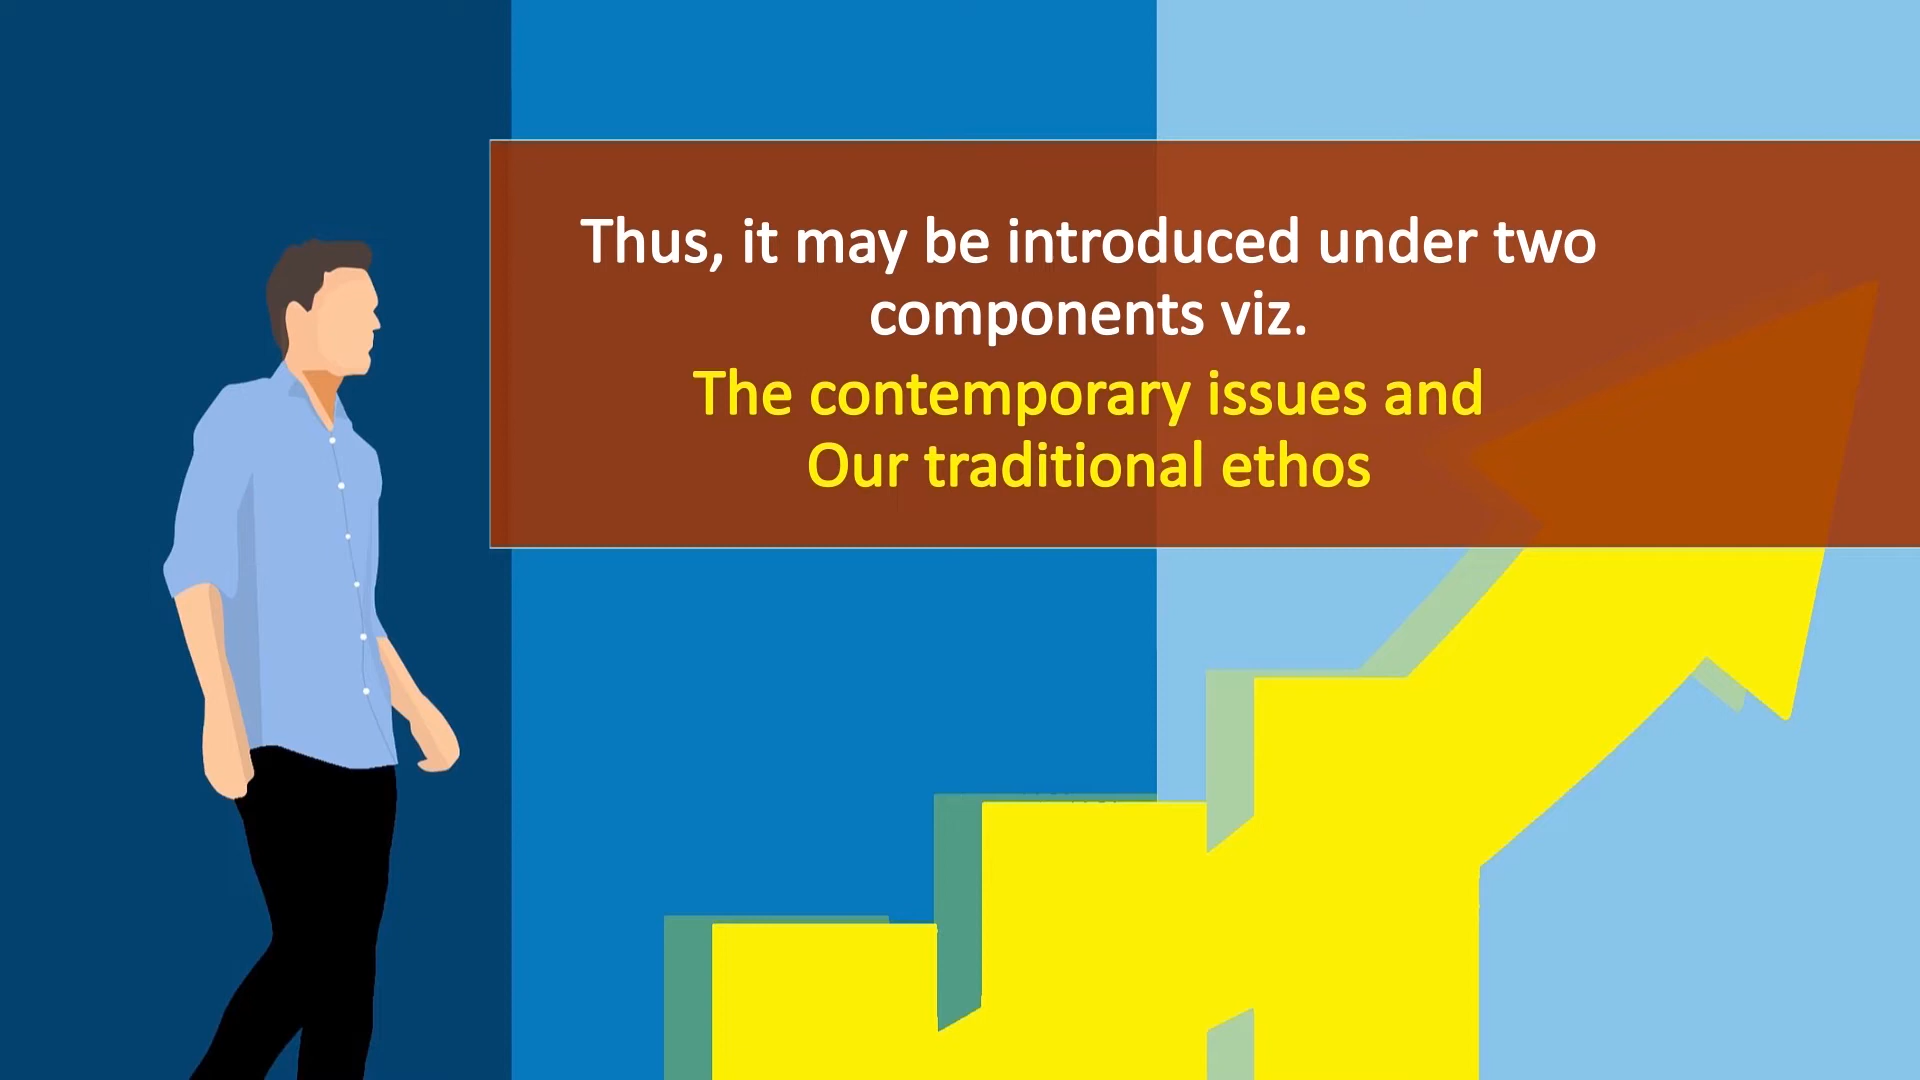 Thus, it may be introduced under two
components viz.
The contemporary issues and
Our traditional ethos